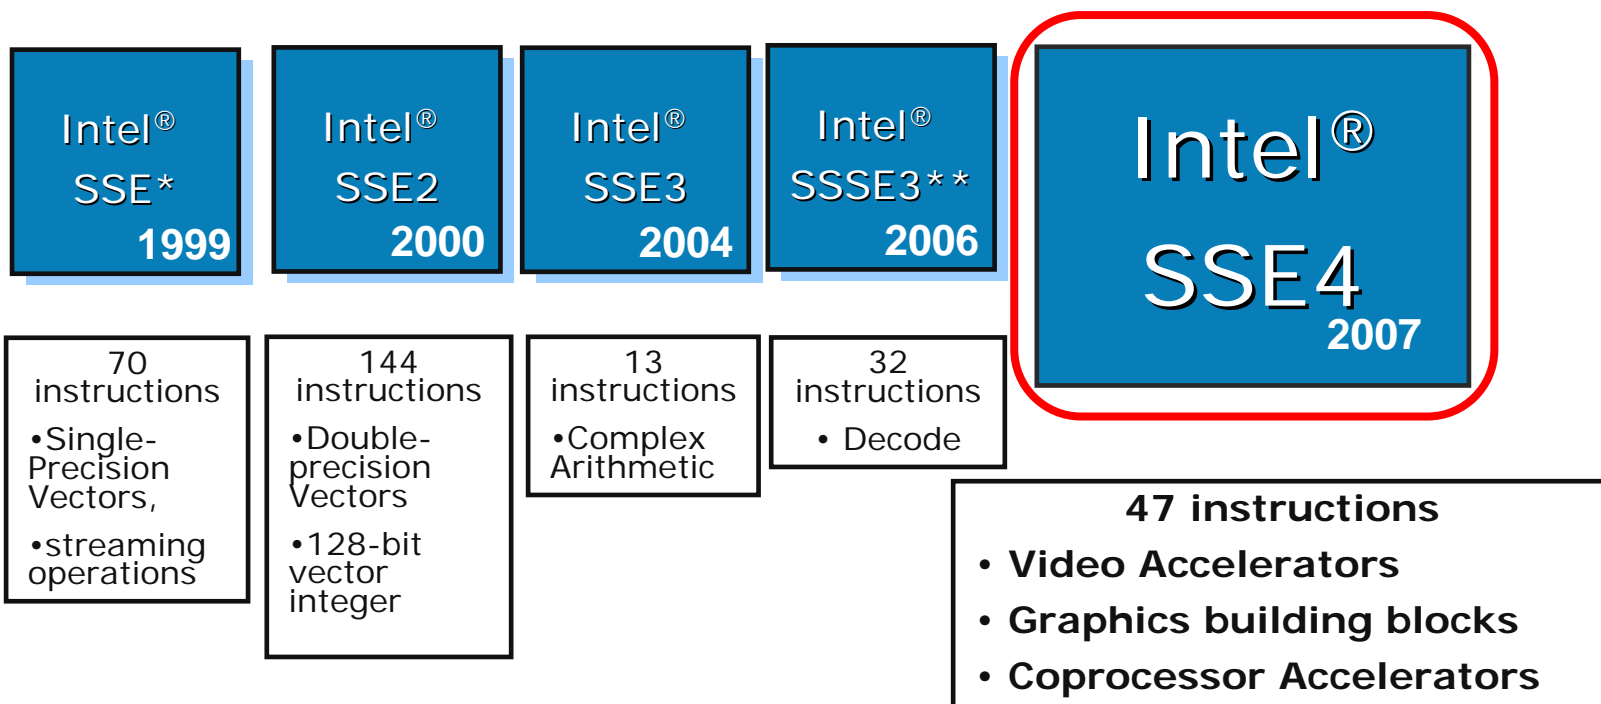 Intel®
SSE*
1999
Intel®
SSE2
2000
Intel®
SSE3
2004
Intel®
SSSE3**
2006
Intel®
SSE4
2007
70
instructions
•Single-
Precision
Vectors,
•streaming
operations
144
instructions
•Double-
precision
Vectors
•128-bit
vector
integer
13
instructions
•Complex
Arithmetic
32
instructions
• Decode
47 instructions
• Video Accelerators
• Graphics building blocks
• Coprocessor Accelerators